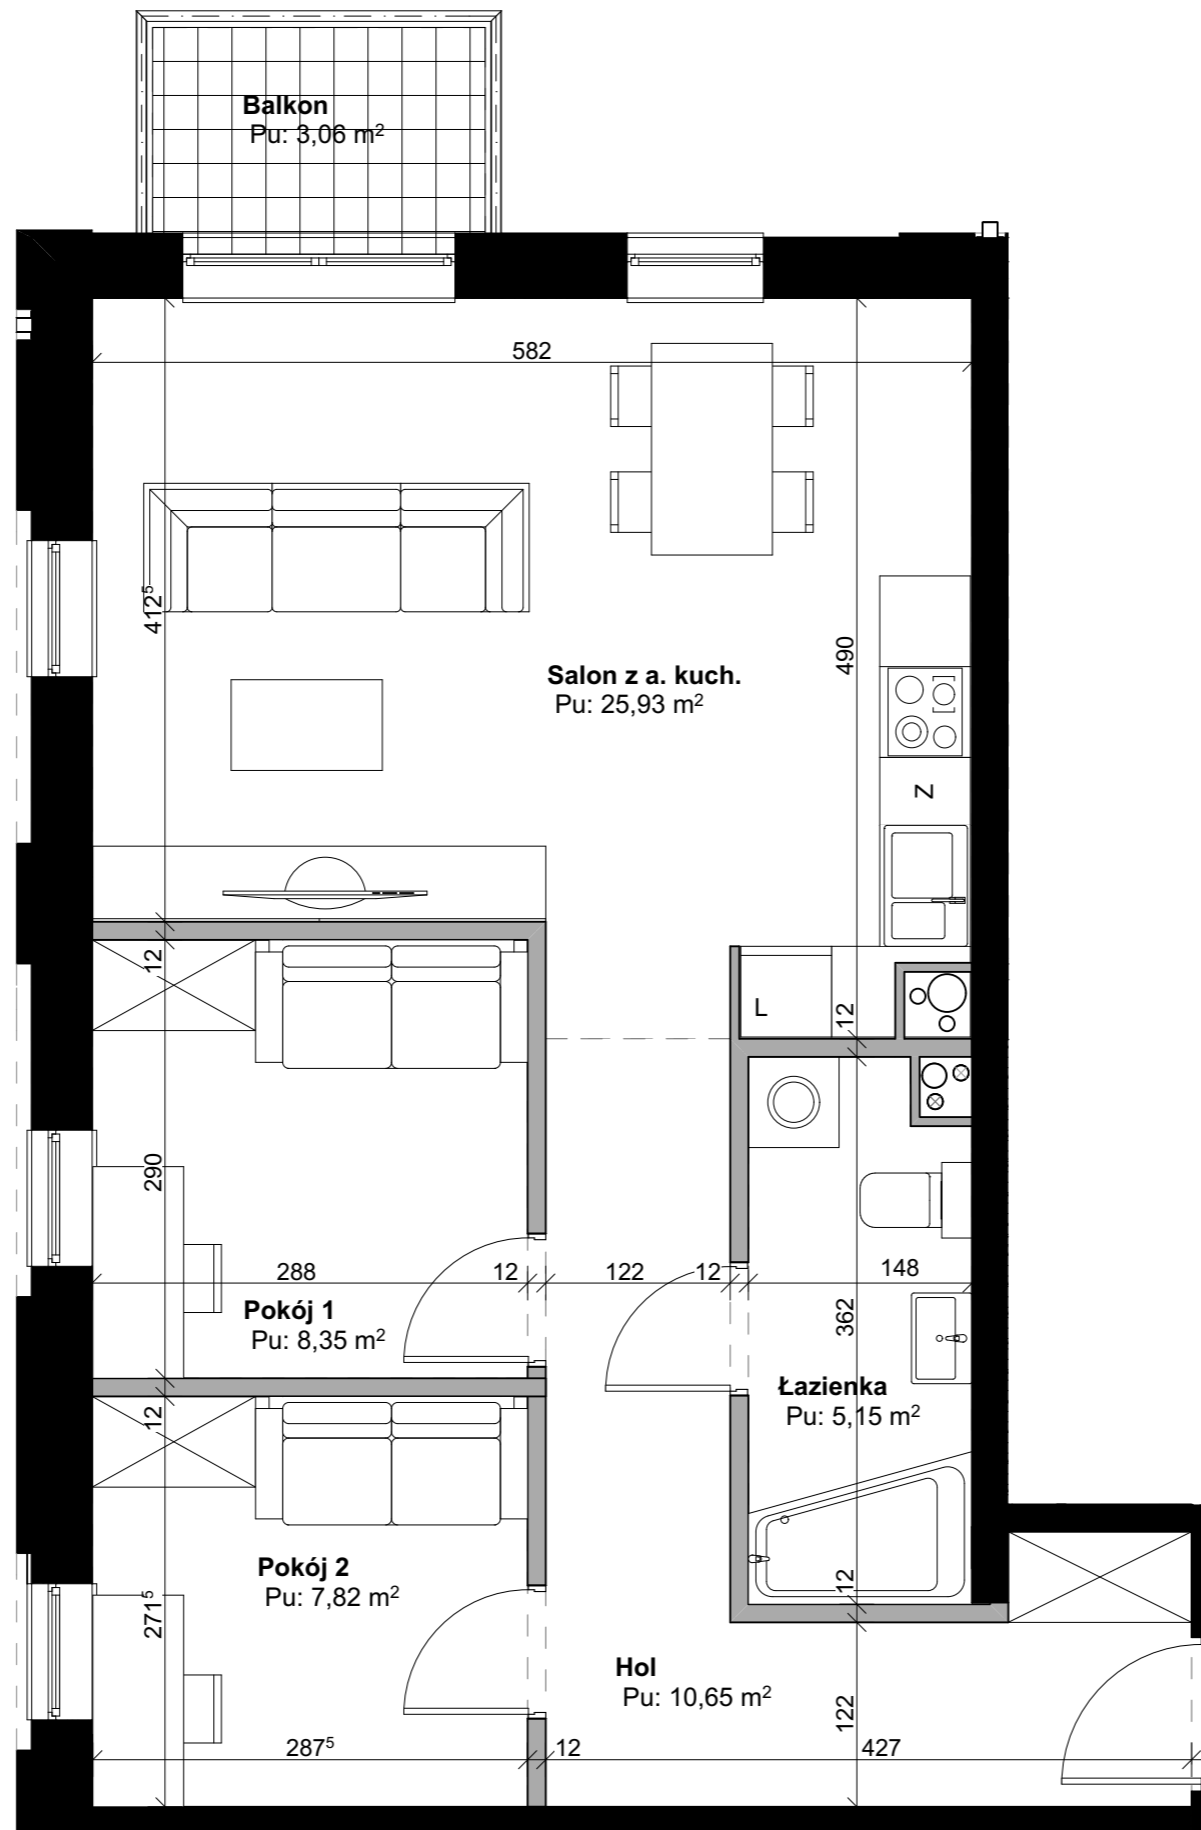 Balkon
Pu: 3,06 m²
582
412⁵
490
Salon z a. kuch.
Pu: 25,93 m²
Z
12
L
12
290
288
12
122
12
148
Pokój 1
Pu: 8,35 m²
362
Łazienka
Pu: 5,15 m²
12
Pokój 2
Pu: 7,82 m²
271⁵
12
Hol
Pu: 10,65 m²
122
287⁵
12
427